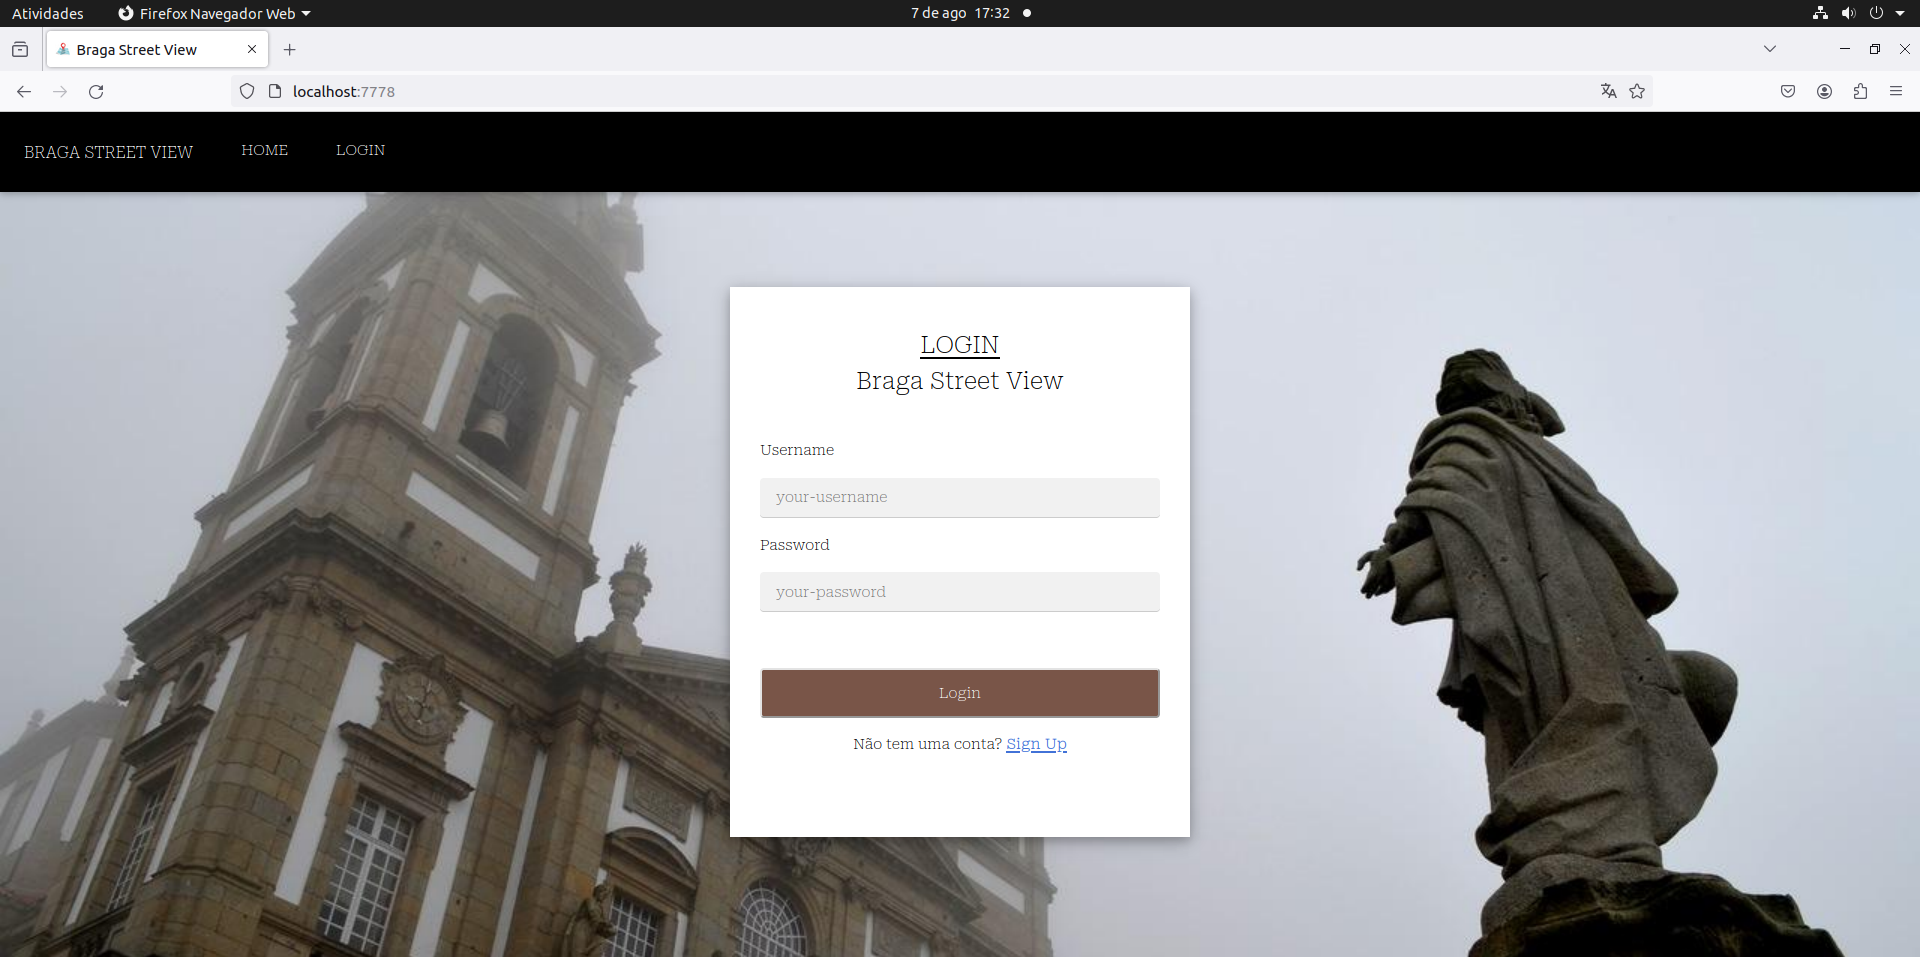 Atividades Firefox Navegador Web 7 de ago 17:32
Braga Street View
localhost:7778
BRAGA STREET VIEW HOME LOGIN
LOGIN
Braga Street View
Username
your-username
Password
your-password
Login
Não tem uma conta? Sign Up